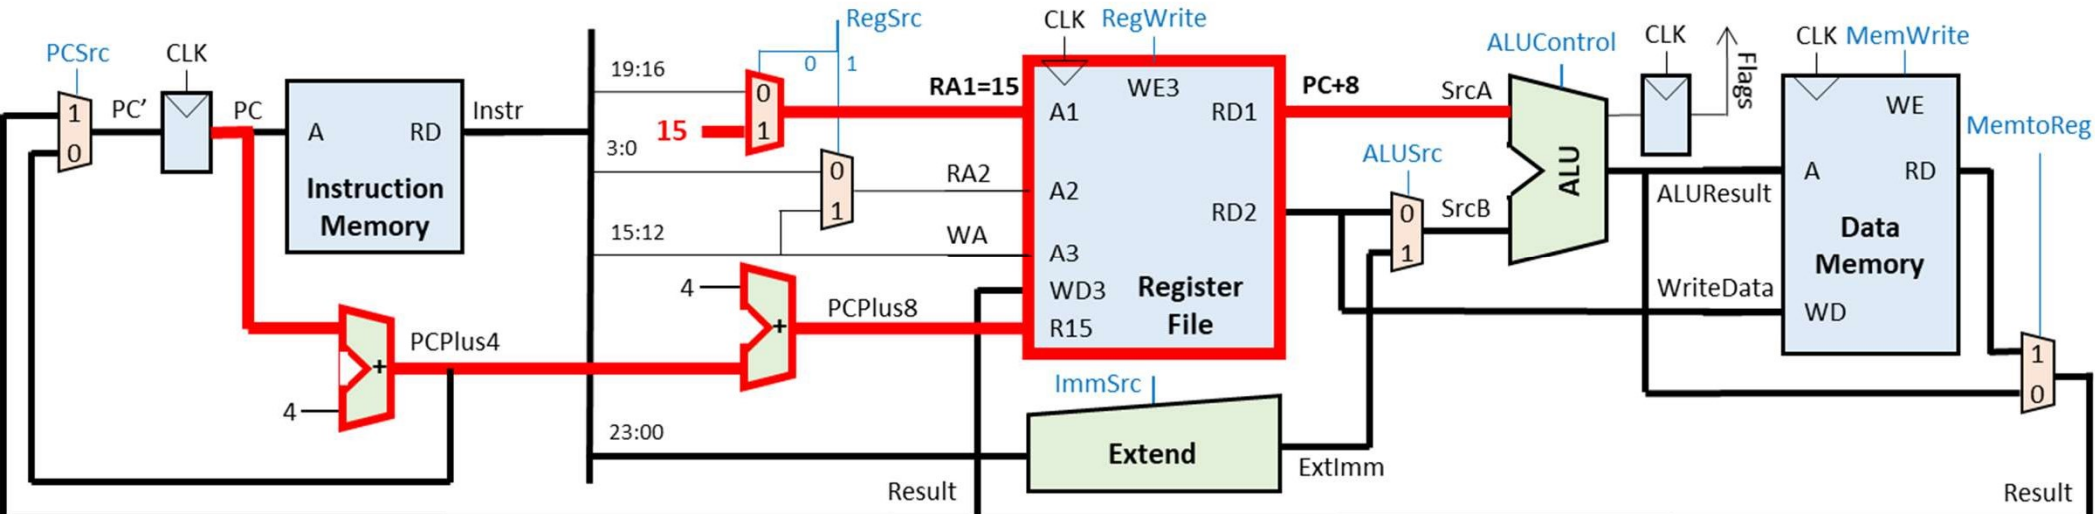 PCSrc
1
0
PC’
CLK
PC
A
RD
Instruction
Memory
Instr
4
+
PCPlus4
19:16
3:0
15:12
23:00
RegSrc
0
1
0
1
15
0
1
4
+
PCPlus8
RA1=15
RA2
WA
CLK
RegWrite
WE3
A1
RD1
A2
RD2
A3
WD3
R15
Register
File
ImmSrc
Extend
ExtImm
Result
PC+8
SrcA
ALUSrc
0
1
SrcB
ALUControl
ALU
CLK
Flags
ALUResult
WriteData
CLK
MemWrite
WE
A
RD
Data
Memory
WD
MemtoReg
1
0
Result